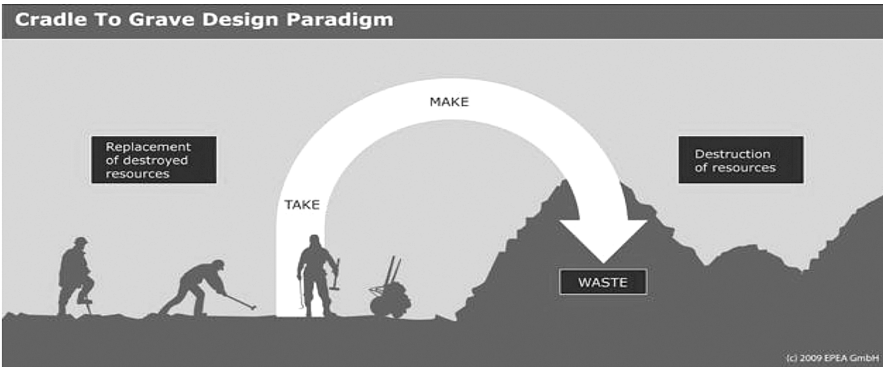 Cradle To Grave Design Paradigm
MAKE
Replacement
of destroyed
resources
Destruction
of resources
TAKE
WASTE
(c) 2009 EPEA GmbH